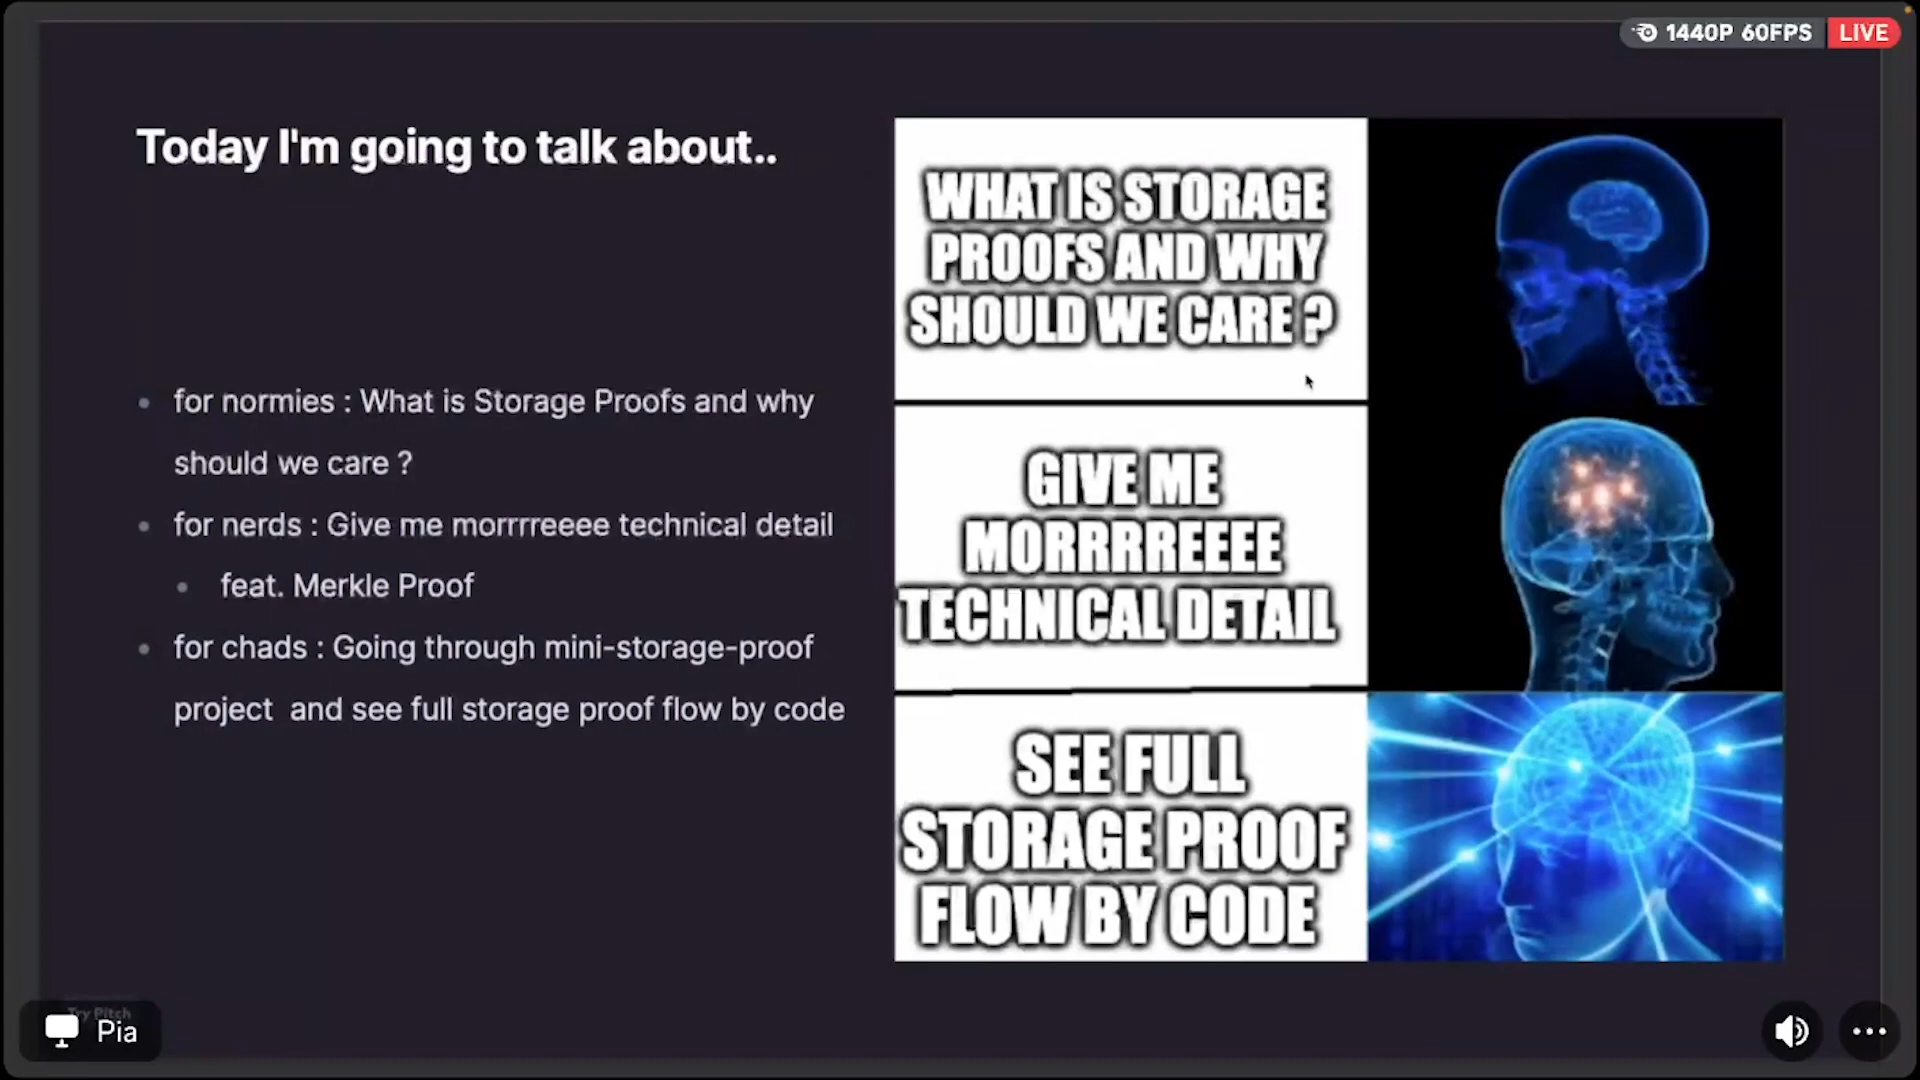 1440P 60FPS LIVE
Today I'm going to talk about..
for normies : What is Storage Proofs and why
should we care ?
for nerds : Give me morrrreeee technical detail
feat. Merkle Proof
for chads : Going through mini-storage-proof
project and see full storage proof flow by code
WHAT IS STORAGE
PROOFS AND WHY
SHOULD WE CARE ?
GIVE ME
MORRRREEEE
TECHNICAL DETAIL
SEE FULL
STORAGE PROOF
FLOW BY CODE
Try Pitch
Pia